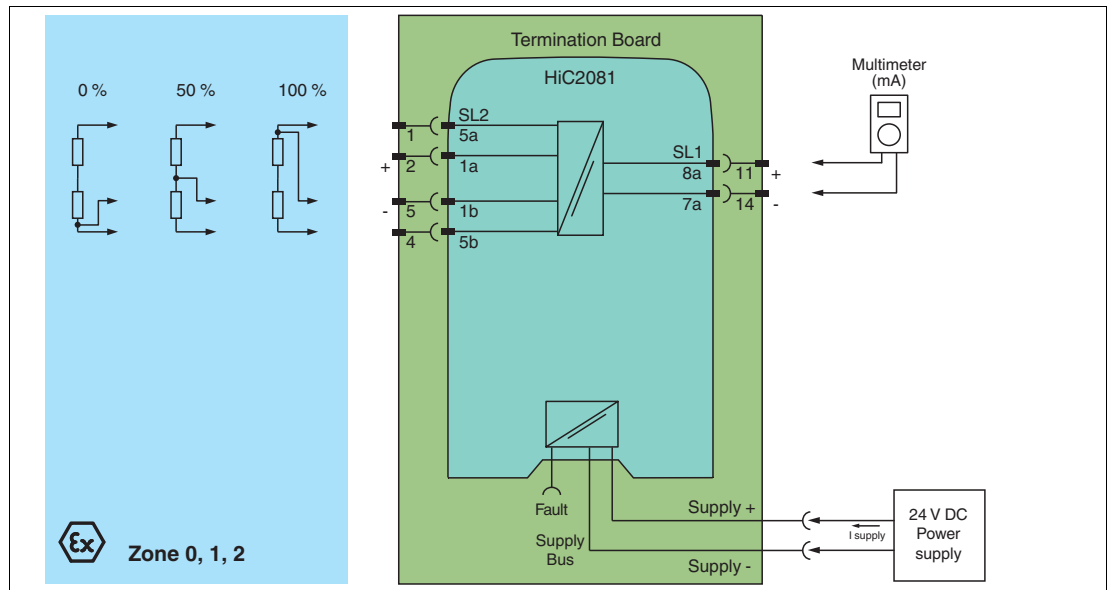 0 %
50 %
100 %
Termination Board
HiC2081
Multimeter
(mA)
SL2
1
5a
+
2
1a
-
5
1b
4
5b
SL1
8a
11
+
7a
14
-
Fault
Supply
Bus
Supply +
Supply -
I supply
24 V DC
Power
supply
Ex
Zone 0, 1, 2